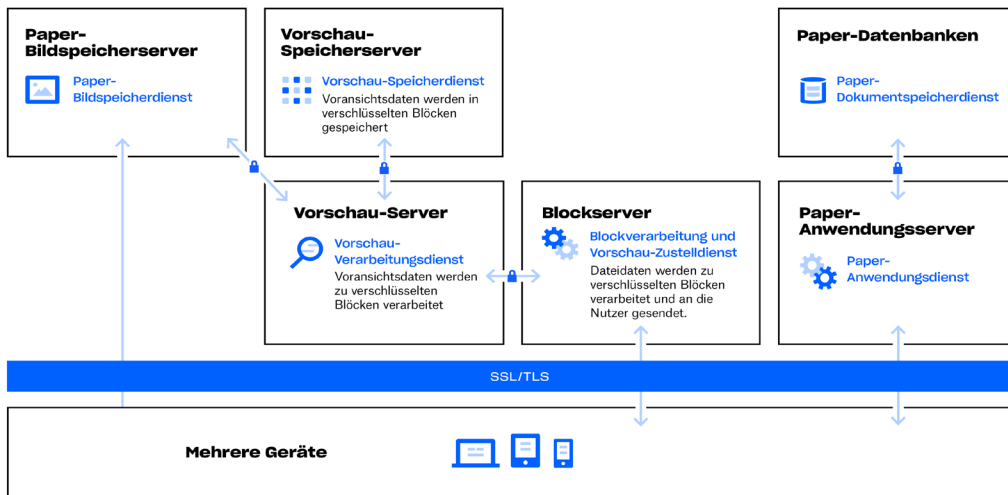 Paper-
Bildspeicherserver
Paper-
Bildspeicherdienst
Vorschau-
Speicherserver
Vorschau-Speicherdienst
Voransichtsdaten werden in
verschlüsselten Blöcken
gespeichert
Paper-Datenbanken
Paper-
Dokumentspeicherdienst
Vorschau-Server
Vorschau-
Verarbeitungsdienst
Voransichtsdaten werden
zu verschlüsselten
Blöcken verarbeitet
Blockserver
Blockverarbeitung und
Vorschau-Zustelldienst
Dateidaten werden zu
verschlüsselten Blöcken
verarbeitet und an die
Nutzer gesendet.
Paper-
Anwendungsserver
Paper-
Anwendungsdienst
SSL/TLS
Mehrere Geräte